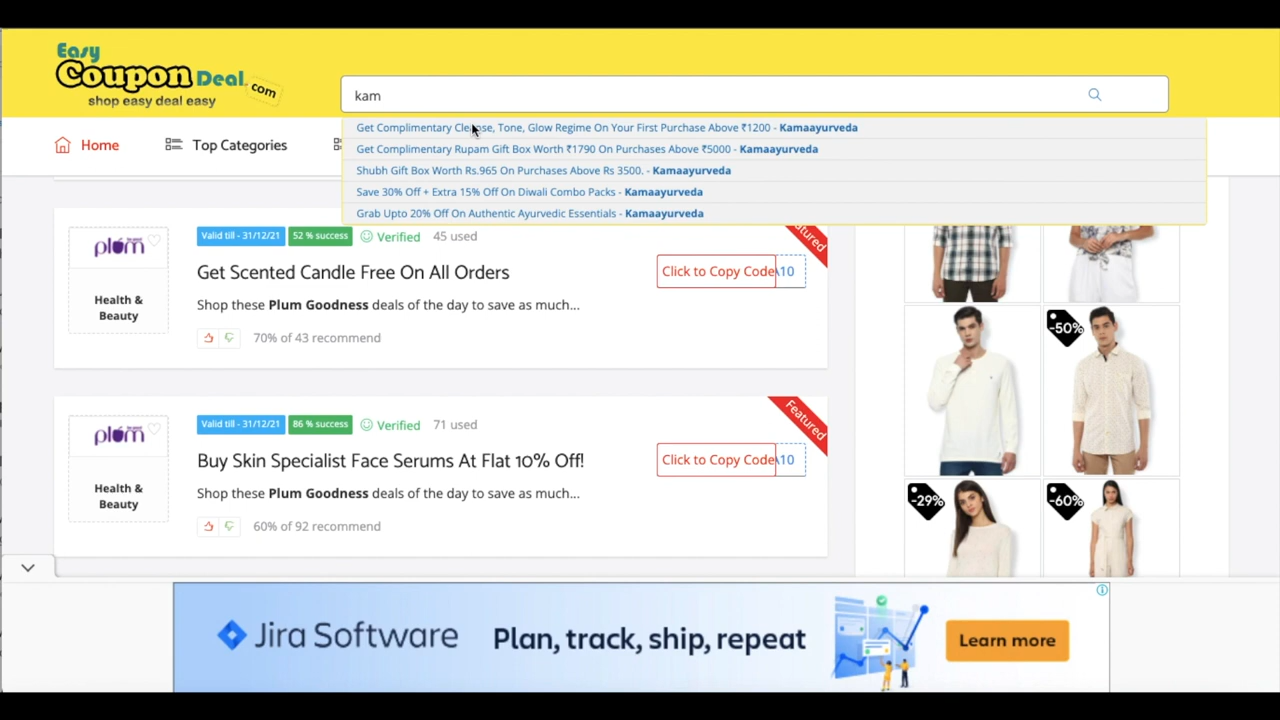 Easy
Coupon Deal .com
shop easy deal easy
kam
Get Complimentary Cleanse, Tone, Glow Regime On Your First Purchase Above ₹1200 - Kamaayurveda
Get Complimentary Rupam Gift Box Worth ₹1790 On Purchases Above ₹5000 - Kamaayurveda
Shubh Gift Box Worth Rs.965 On Purchases Above Rs 3500. - Kamaayurveda
Save 30% Off + Extra 15% Off On Diwali Combo Packs - Kamaayurveda
Grab Upto 20% Off On Authentic Ayurvedic Essentials - Kamaayurveda
Home
Top Categories
plum
Health &
Beauty
Valid till - 31/12/21
52 % success
Verified
45 used
Get Scented Candle Free On All Orders
Shop these Plum Goodness deals of the day to save as much...
70% of 43 recommend
Click to Copy Code
10
plum
Health &
Beauty
Valid till - 31/12/21
86 % success
Verified
71 used
Featured
Buy Skin Specialist Face Serums At Flat 10% Off!
Shop these Plum Goodness deals of the day to save as much...
60% of 92 recommend
Click to Copy Code
10
-50%
-29%
-60%
Jira Software
Plan, track, ship, repeat
Learn more